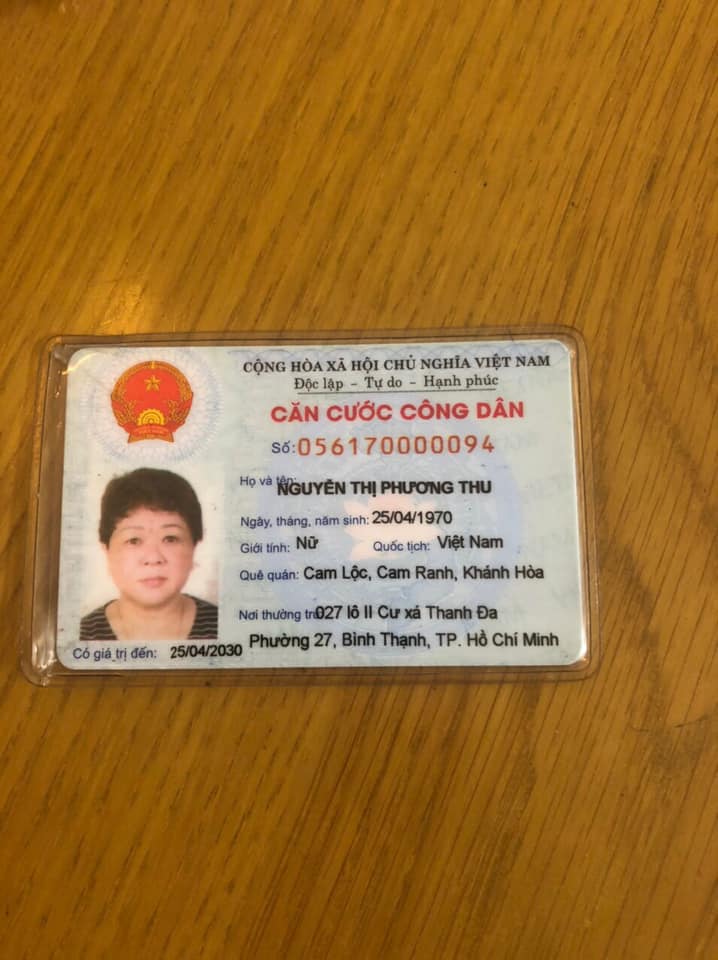 CỘNG HÒA XÃ HỘI CHỦ NGHĨA VIỆT NAM
Độc lập - Tự do - Hạnh phúc
CĂN CƯỚC CÔNG DÂN
Số: 056170000094
Họ và tên: NGUYỄN THỊ PHƯƠNG THU
Ngày, tháng, năm sinh: 25/04/1970
Giới tính: Nữ Quốc tịch: Việt Nam
Quê quán: Cam Lộc, Cam Ranh, Khánh Hòa
Nơi thường trú: 027 lô II Cư xá Thanh Đa
Phường 27, Bình Thạnh, TP. Hồ Chí Minh
Có giá trị đến: 25/04/2030